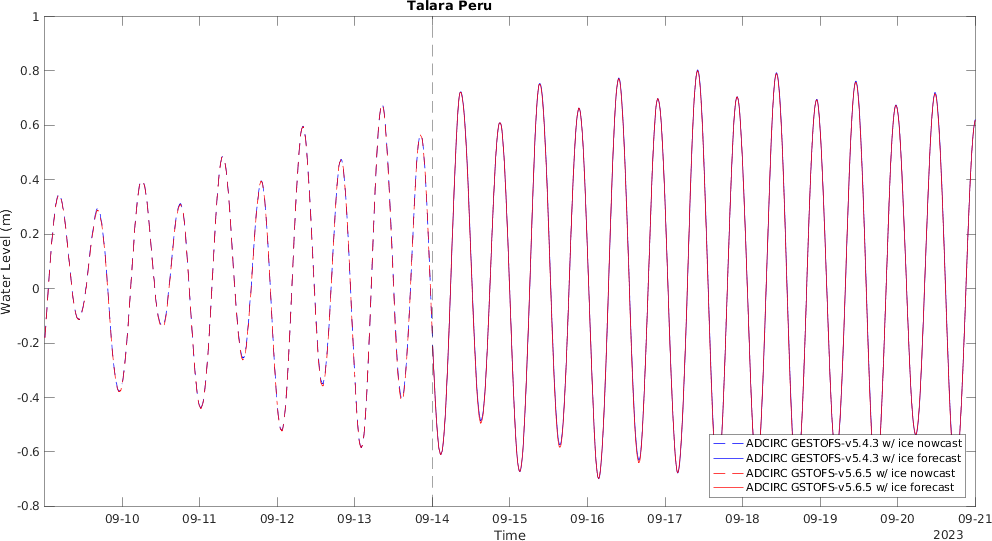 Talara Peru
1
0.8
0.6
0.4
0.2
0
-0.2
-0.4
-0.6
-0.8
Water Level (m)
ADCIRC GESTOFS-v5.4.3 w/ ice nowcast
ADCIRC GESTOFS-v5.4.3 w/ ice forecast
ADCIRC GSTOFS-v5.6.5 w/ ice nowcast
ADCIRC GSTOFS-v5.6.5 w/ ice forecast
09-10 09-11 09-12 09-13 09-14 09-15 09-16 09-17 09-18 09-19 09-20 09-21
Time
2023